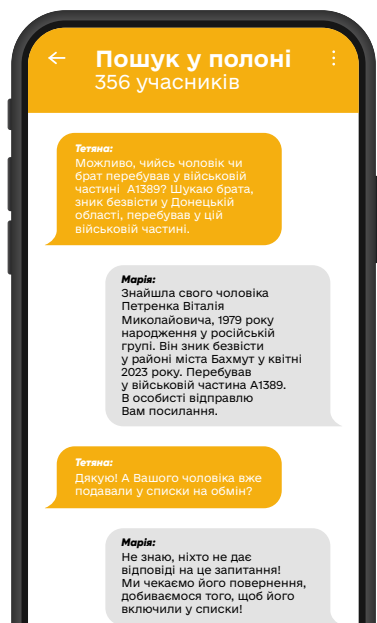 Пошук у полоні
356 учасників
Тетяна:
Можливо, чийсь чоловік чи
брат перебував у військовій
частині А1389? Шукаю брата,
зник безвісти у Донецькій
області, перебував у цій
військовій частині.
Марія:
Знайшла свого чоловіка
Петренка Віталія
Миколайовича, 1979 року
народження у російській
групі. Він зник безвісти
у районі міста Бахмут у квітні
2023 року. Перебував
у військовій частина А1389.
В особисті відправлю
Вам посилання.
Тетяна:
Дякую! А Вашого чоловіка вже
подавали у списки на обмін?
Марія:
Не знаю, ніхто не дає
відповіді на це запитання!
Ми чекаємо його повернення,
добиваємося того, щоб його
включили у списки!